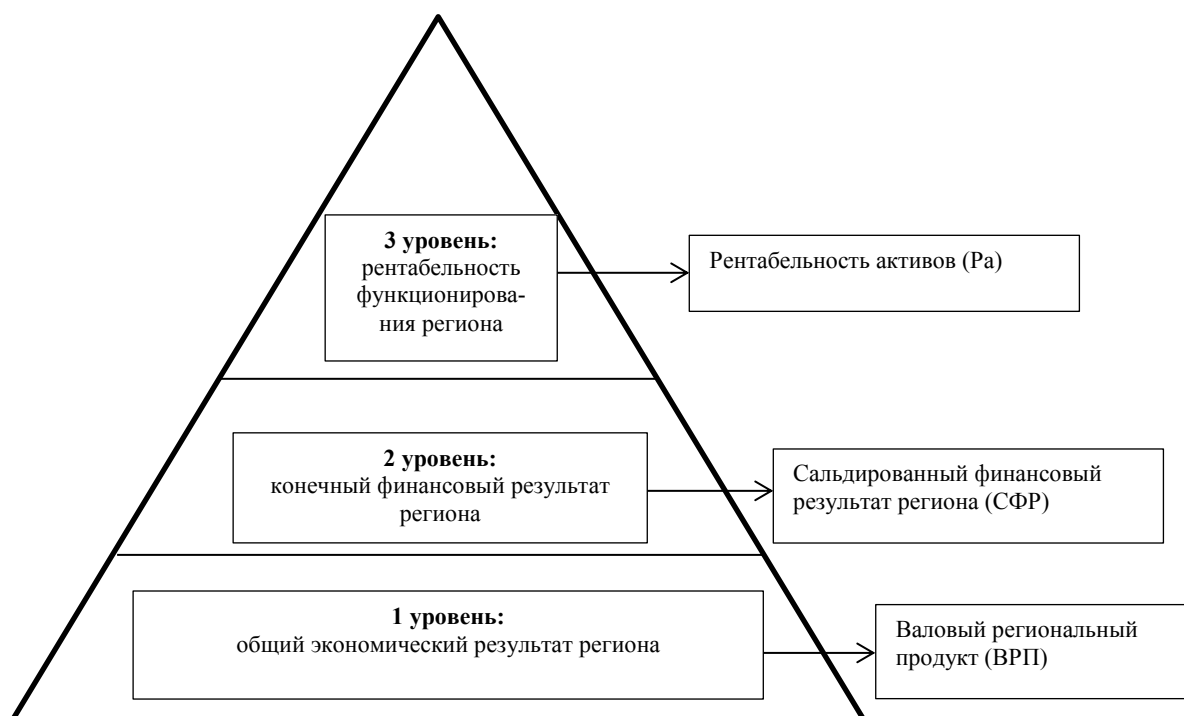 3 уровень:
рентабельность
функционирова-
ния региона
Рентабельность активов (Ра)
2 уровень:
конечный финансовый результат
региона
Сальдированный финансовый
результат региона (СФР)
1 уровень:
общий экономический результат региона
Валовый региональный
продукт (ВРП)